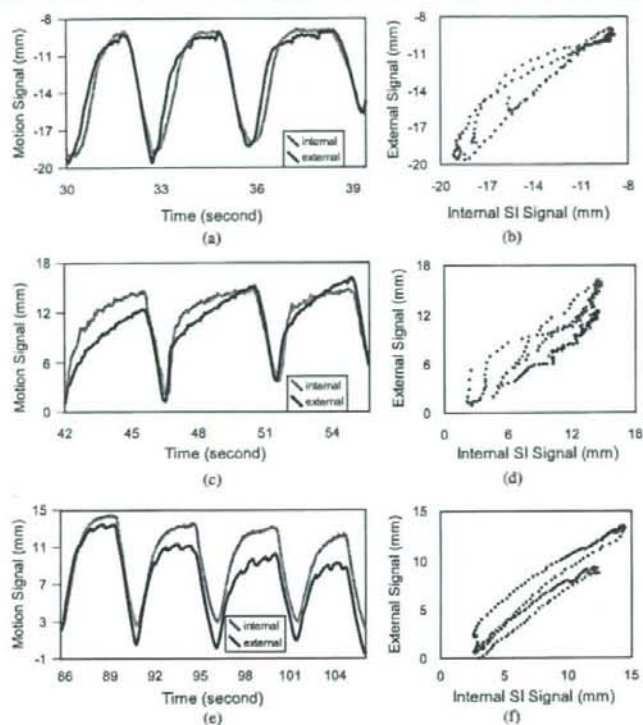 Motion Signal (mm)
-8
-11
-14
-17
-20
30 33 36 39
internal
external
Time (second)
(a)
External Signal (mm)
-8
-11
-14
-17
-20
-20 -17 -14 -11 -8
Internal SI Signal (mm)
(b)
Motion Signal (mm)
18
12
6
0
42 45 48 51 54
internal
external
Time (second)
(c)
External Signal (mm)
18
12
6
0
0 6 12 18
Internal SI Signal (mm)
(d)
Motion Signal (mm)
15
11
7
3
-1
86 89 92 95 98 101 104
internal
external
Time (second)
(e)
External Signal (mm)
15
10
5
0
0 5 10 15
Internal SI Signal (mm)
(f)